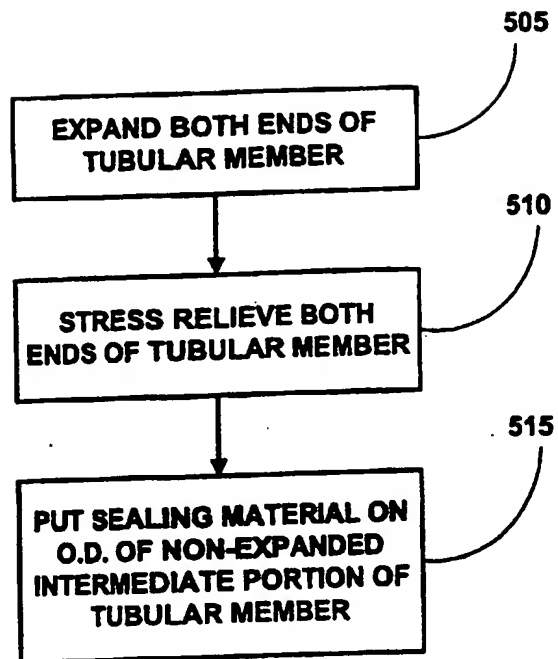 505
EXPAND BOTH ENDS OF
TUBULAR MEMBER
510
STRESS RELIEVE BOTH
ENDS OF TUBULAR MEMBER
515
PUT SEALING MATERIAL ON
O.D. OF NON-EXPANDED
INTERMEDIATE PORTION OF
TUBULAR MEMBER